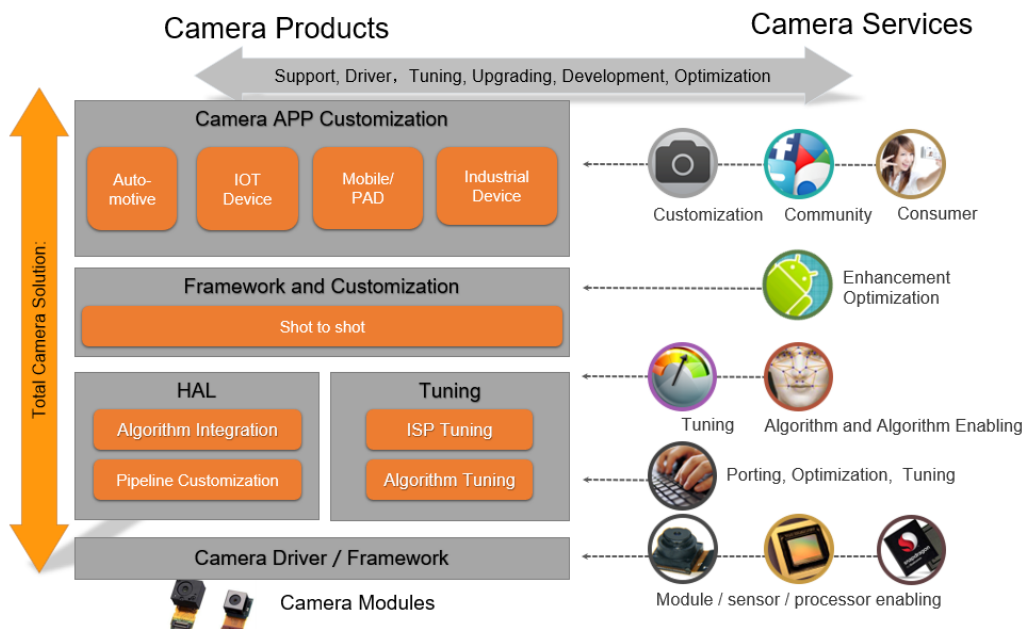 Camera Products
Camera Services
Support, Driver，Tuning, Upgrading, Development, Optimization
Total Camera Solution:
Camera APP Customization
Auto-
motive
IOT
Device
Mobile/
PAD
Industrial
Device
Customization
Community
Consumer
Framework and Customization
Shot to shot
Enhancement
Optimization
HAL
Algorithm Integration
Pipeline Customization
Tuning
ISP Tuning
Algorithm Tuning
Tuning
Algorithm and Algorithm Enabling
Porting, Optimization, Tuning
Camera Driver / Framework
snapdragon
Module / sensor / processor enabling
Camera Modules